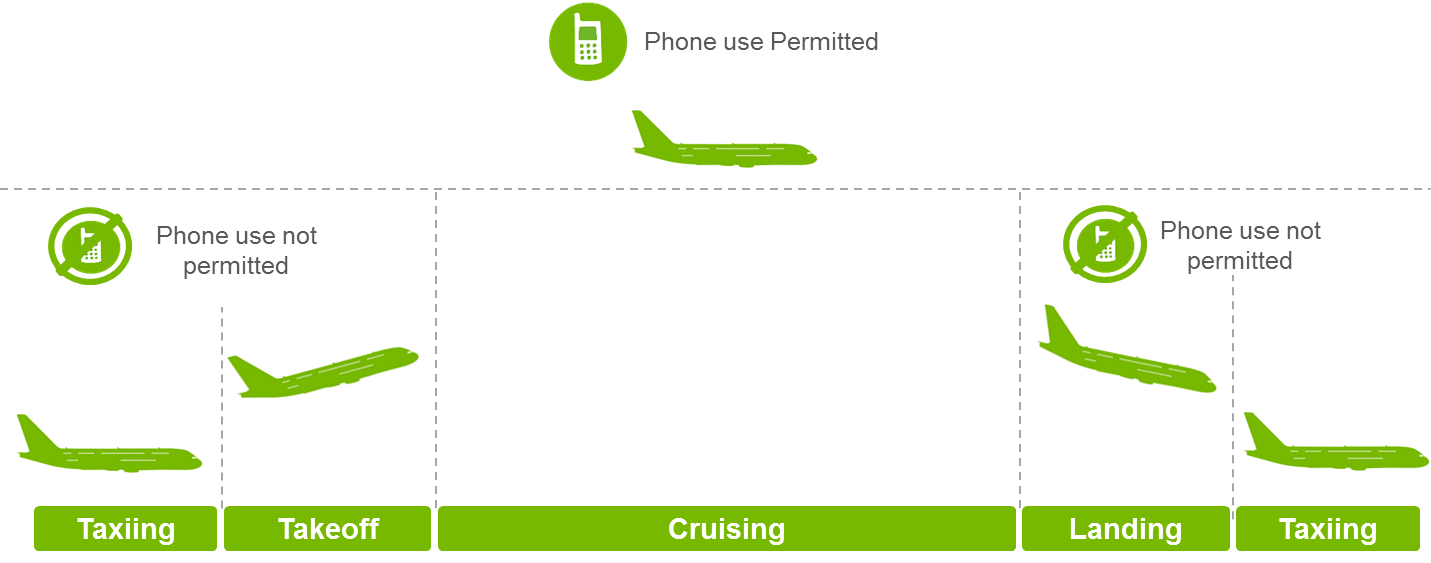 Phone use Permitted
Phone use not
permitted
Phone use not
permitted
Taxiing
Takeoff
Cruising
Landing
Taxiing